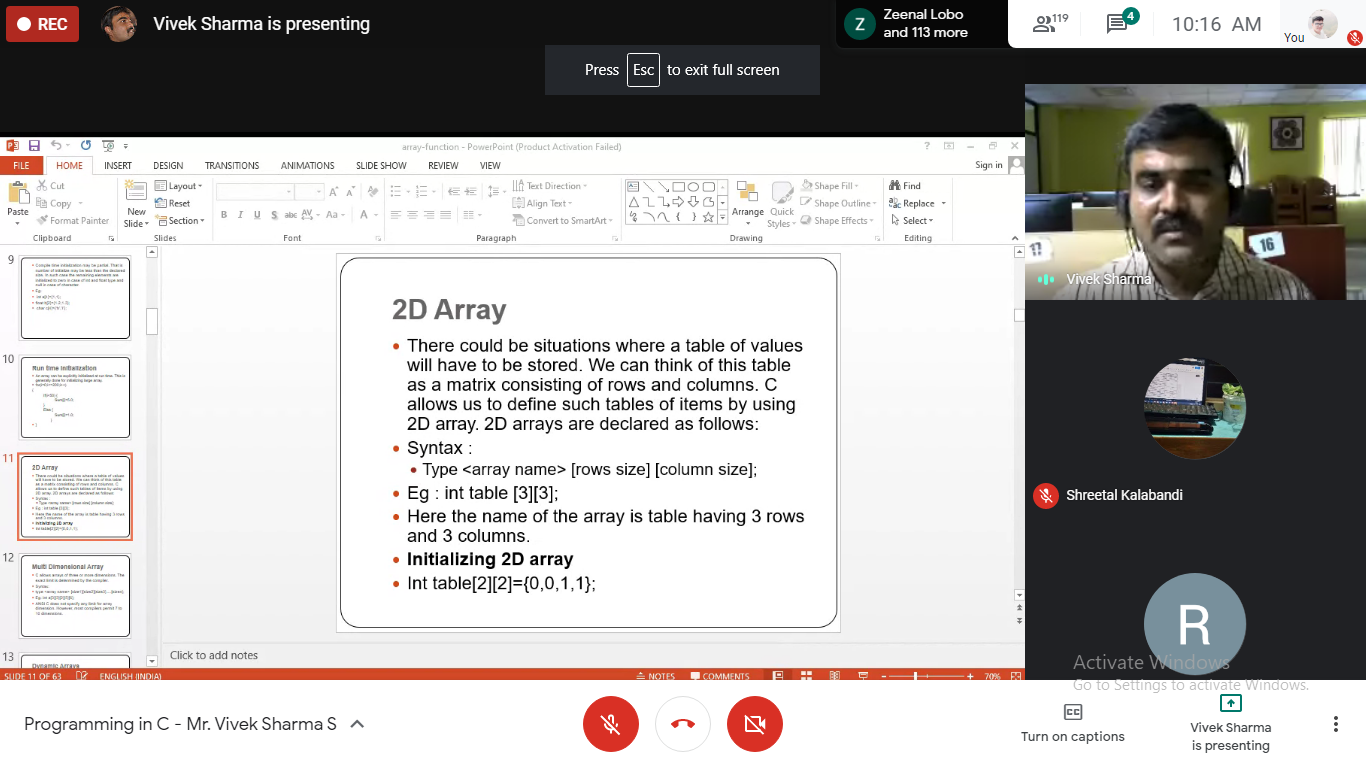 REC
Vivek Sharma is presenting
Z
Zeenal Lobo
and 113 more
119
4
10:16 AM
You
Press Esc to exit full screen
array-function - PowerPoint (Product Activation Failed)
FILE HOME INSERT DESIGN TRANSITIONS ANIMATIONS SLIDE SHOW REVIEW VIEW
Sign in
Paste
Cut
Copy
Format Painter
Clipboard
New
Slide
Layout
Reset
Section
Slides
B I U S abc AV Aa A
Font
Text Direction
Align Text
Convert to SmartArt
Paragraph
Arrange
Quick
Styles
Shape Fill
Shape Outline
Shape Effects
Drawing
Find
Replace
Select
Editing
9
10
Run time Initialization
11
2D Array
12
Multi Dimensional Array
13
Dynamic Arrays
2D Array
• There could be situations where a table of values
will have to be stored. We can think of this table
as a matrix consisting of rows and columns. C
allows us to define such tables of items by using
2D array. 2D arrays are declared as follows:
• Syntax :
• Type <array name> [rows size] [column size];
• Eg : int table [3][3];
• Here the name of the array is table having 3 rows
and 3 columns.
• Initializing 2D array
• Int table[2][2]={0,0,1,1};
Click to add notes
SLIDE 11 OF 63
ENGLISH (INDIA)
NOTES
COMMENTS
70%
17
16
Vivek Sharma
Shreetal Kalabandi
R
Activate Windows
Go to Settings to activate Windows.
Programming in C - Mr. Vivek Sharma S
CC
Turn on captions
Vivek Sharma
is presenting